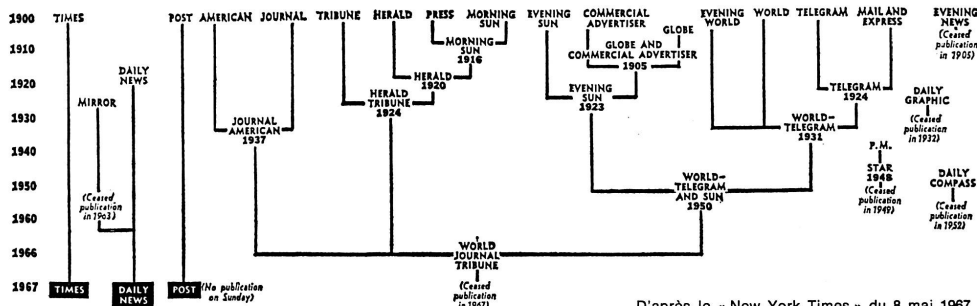 1900
1910
1920
1930
1940
1950
1960
1966
1967
TIMES
POST
AMERICAN
JOURNAL
TRIBUNE
HERALD
PRESS
MORNING
SUN
EVENING
SUN
COMMERCIAL
ADVERTISER
GLOBE
EVENING
WORLD
WORLD
TELEGRAM
MAIL AND
EXPRESS
EVENING
NEWS
(Ceased
publication
in 1905)
MORNING
SUN
1916
GLOBE AND
COMMERCIAL ADVERTISER
1905
DAILY
NEWS
HERALD
1920
MIRROR
HERALD
TRIBUNE
1924
EVENING
SUN
1923
TELEGRAM
1924
DAILY
GRAPHIC
(Ceased
publication
in 1932)
JOURNAL
AMERICAN
1937
WORLD–
TELEGRAM
1931
P.M.
STAR
1948
(Ceased
publication
in 1949)
DAILY
COMPASS
(Ceased
publication
in 1952)
WORLD–
TELEGRAM
AND SUN
1950
(Ceased
publication
in 1963)
WORLD
JOURNAL
TRIBUNE
(Ceased
publication
in 1967)
TIMES
DAILY
NEWS
POST
(No publication
on Sunday)
D'après le « New York Times » du 8 mai 1967